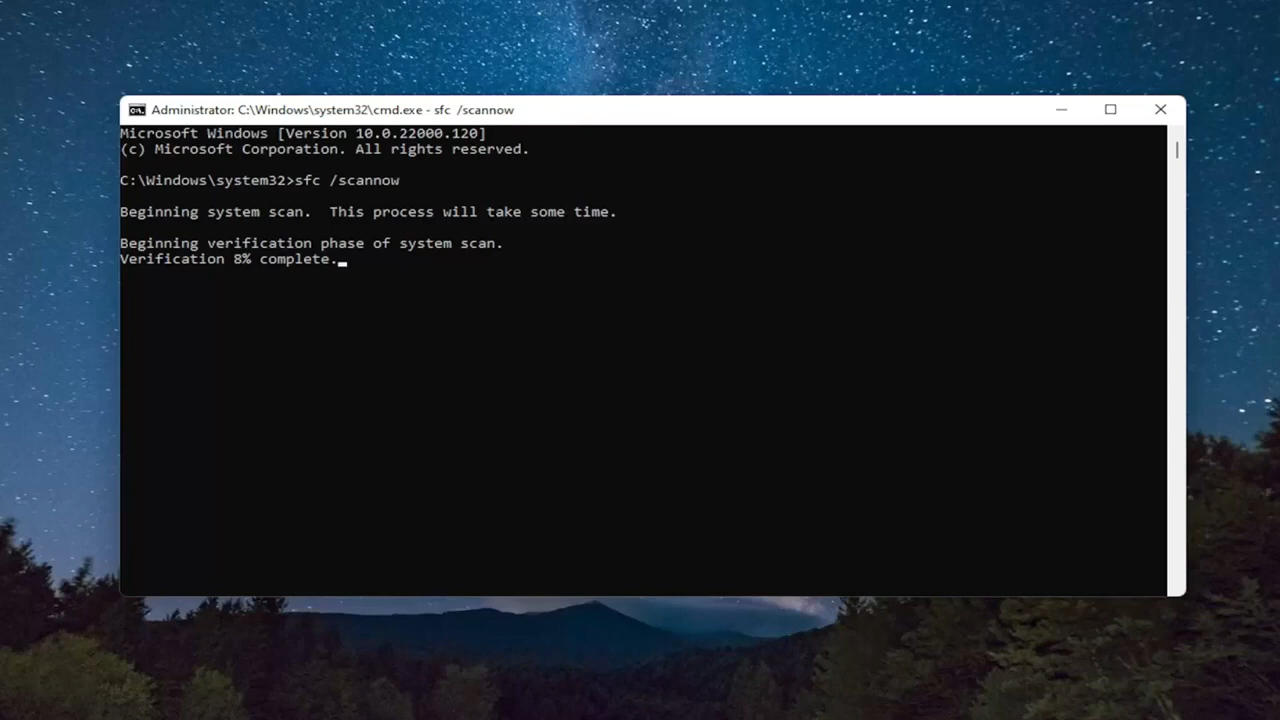 Administrator: C:\Windows\system32\cmd.exe - sfc  /scannow
Microsoft Windows [Version 10.0.22000.120]
(c) Microsoft Corporation. All rights reserved.
C:\Windows\system32>sfc /scannow
Beginning system scan.  This process will take some time.
Beginning verification phase of system scan.
Verification 8% complete.